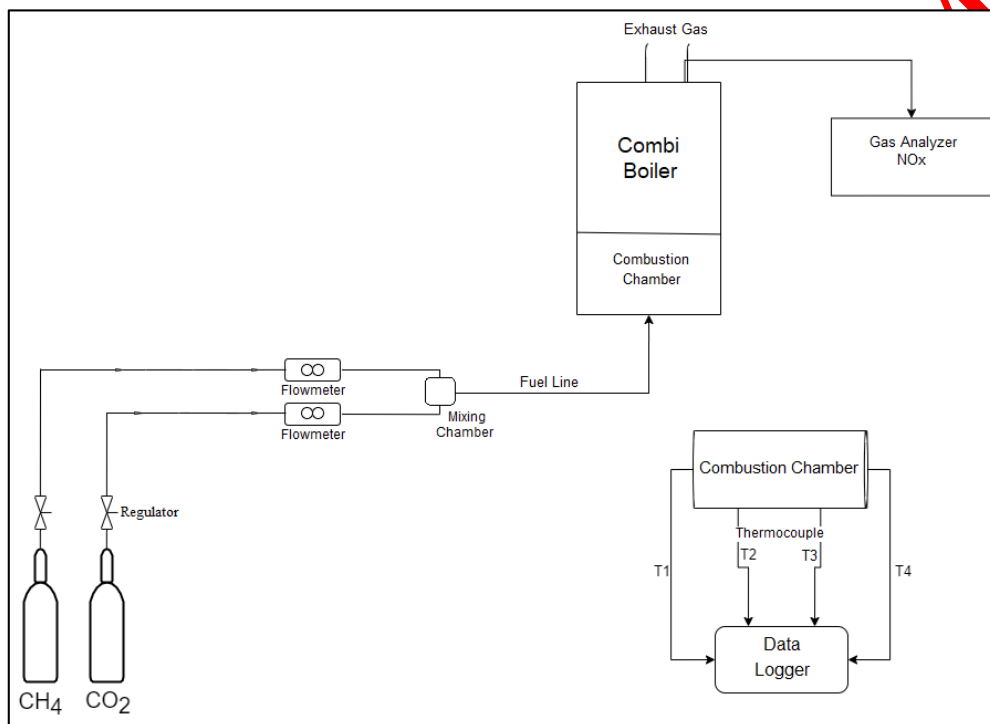 Exhaust Gas
Combi
Boiler
Gas Analyzer
NOx
Combustion
Chamber
Flowmeter
Fuel Line
Flowmeter
Mixing
Chamber
Regulator
CH4
CO2
Combustion Chamber
Thermocouple
T1
T2
T3
T4
Data
Logger